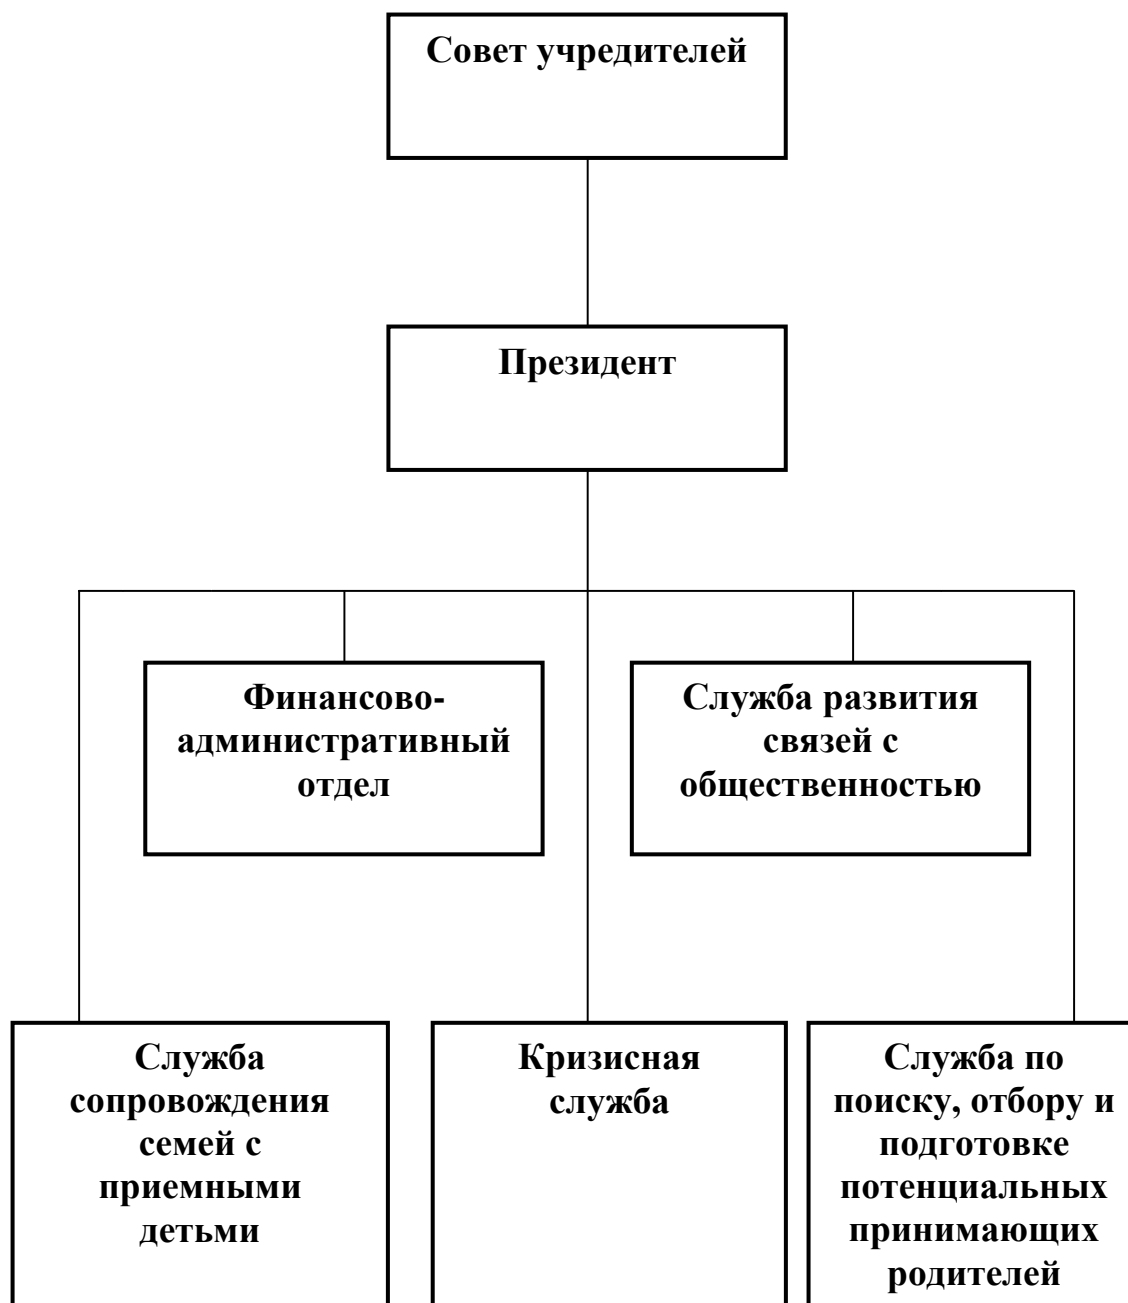 Совет учредителей
Президент
Финансово-
административный
отдел
Служба развития
связей с
общественностью
Служба
сопровождения
семей с
приемными
детьми
Кризисная
служба
Служба по
поиску, отбору и
подготовке
потенциальных
принимающих
родителей